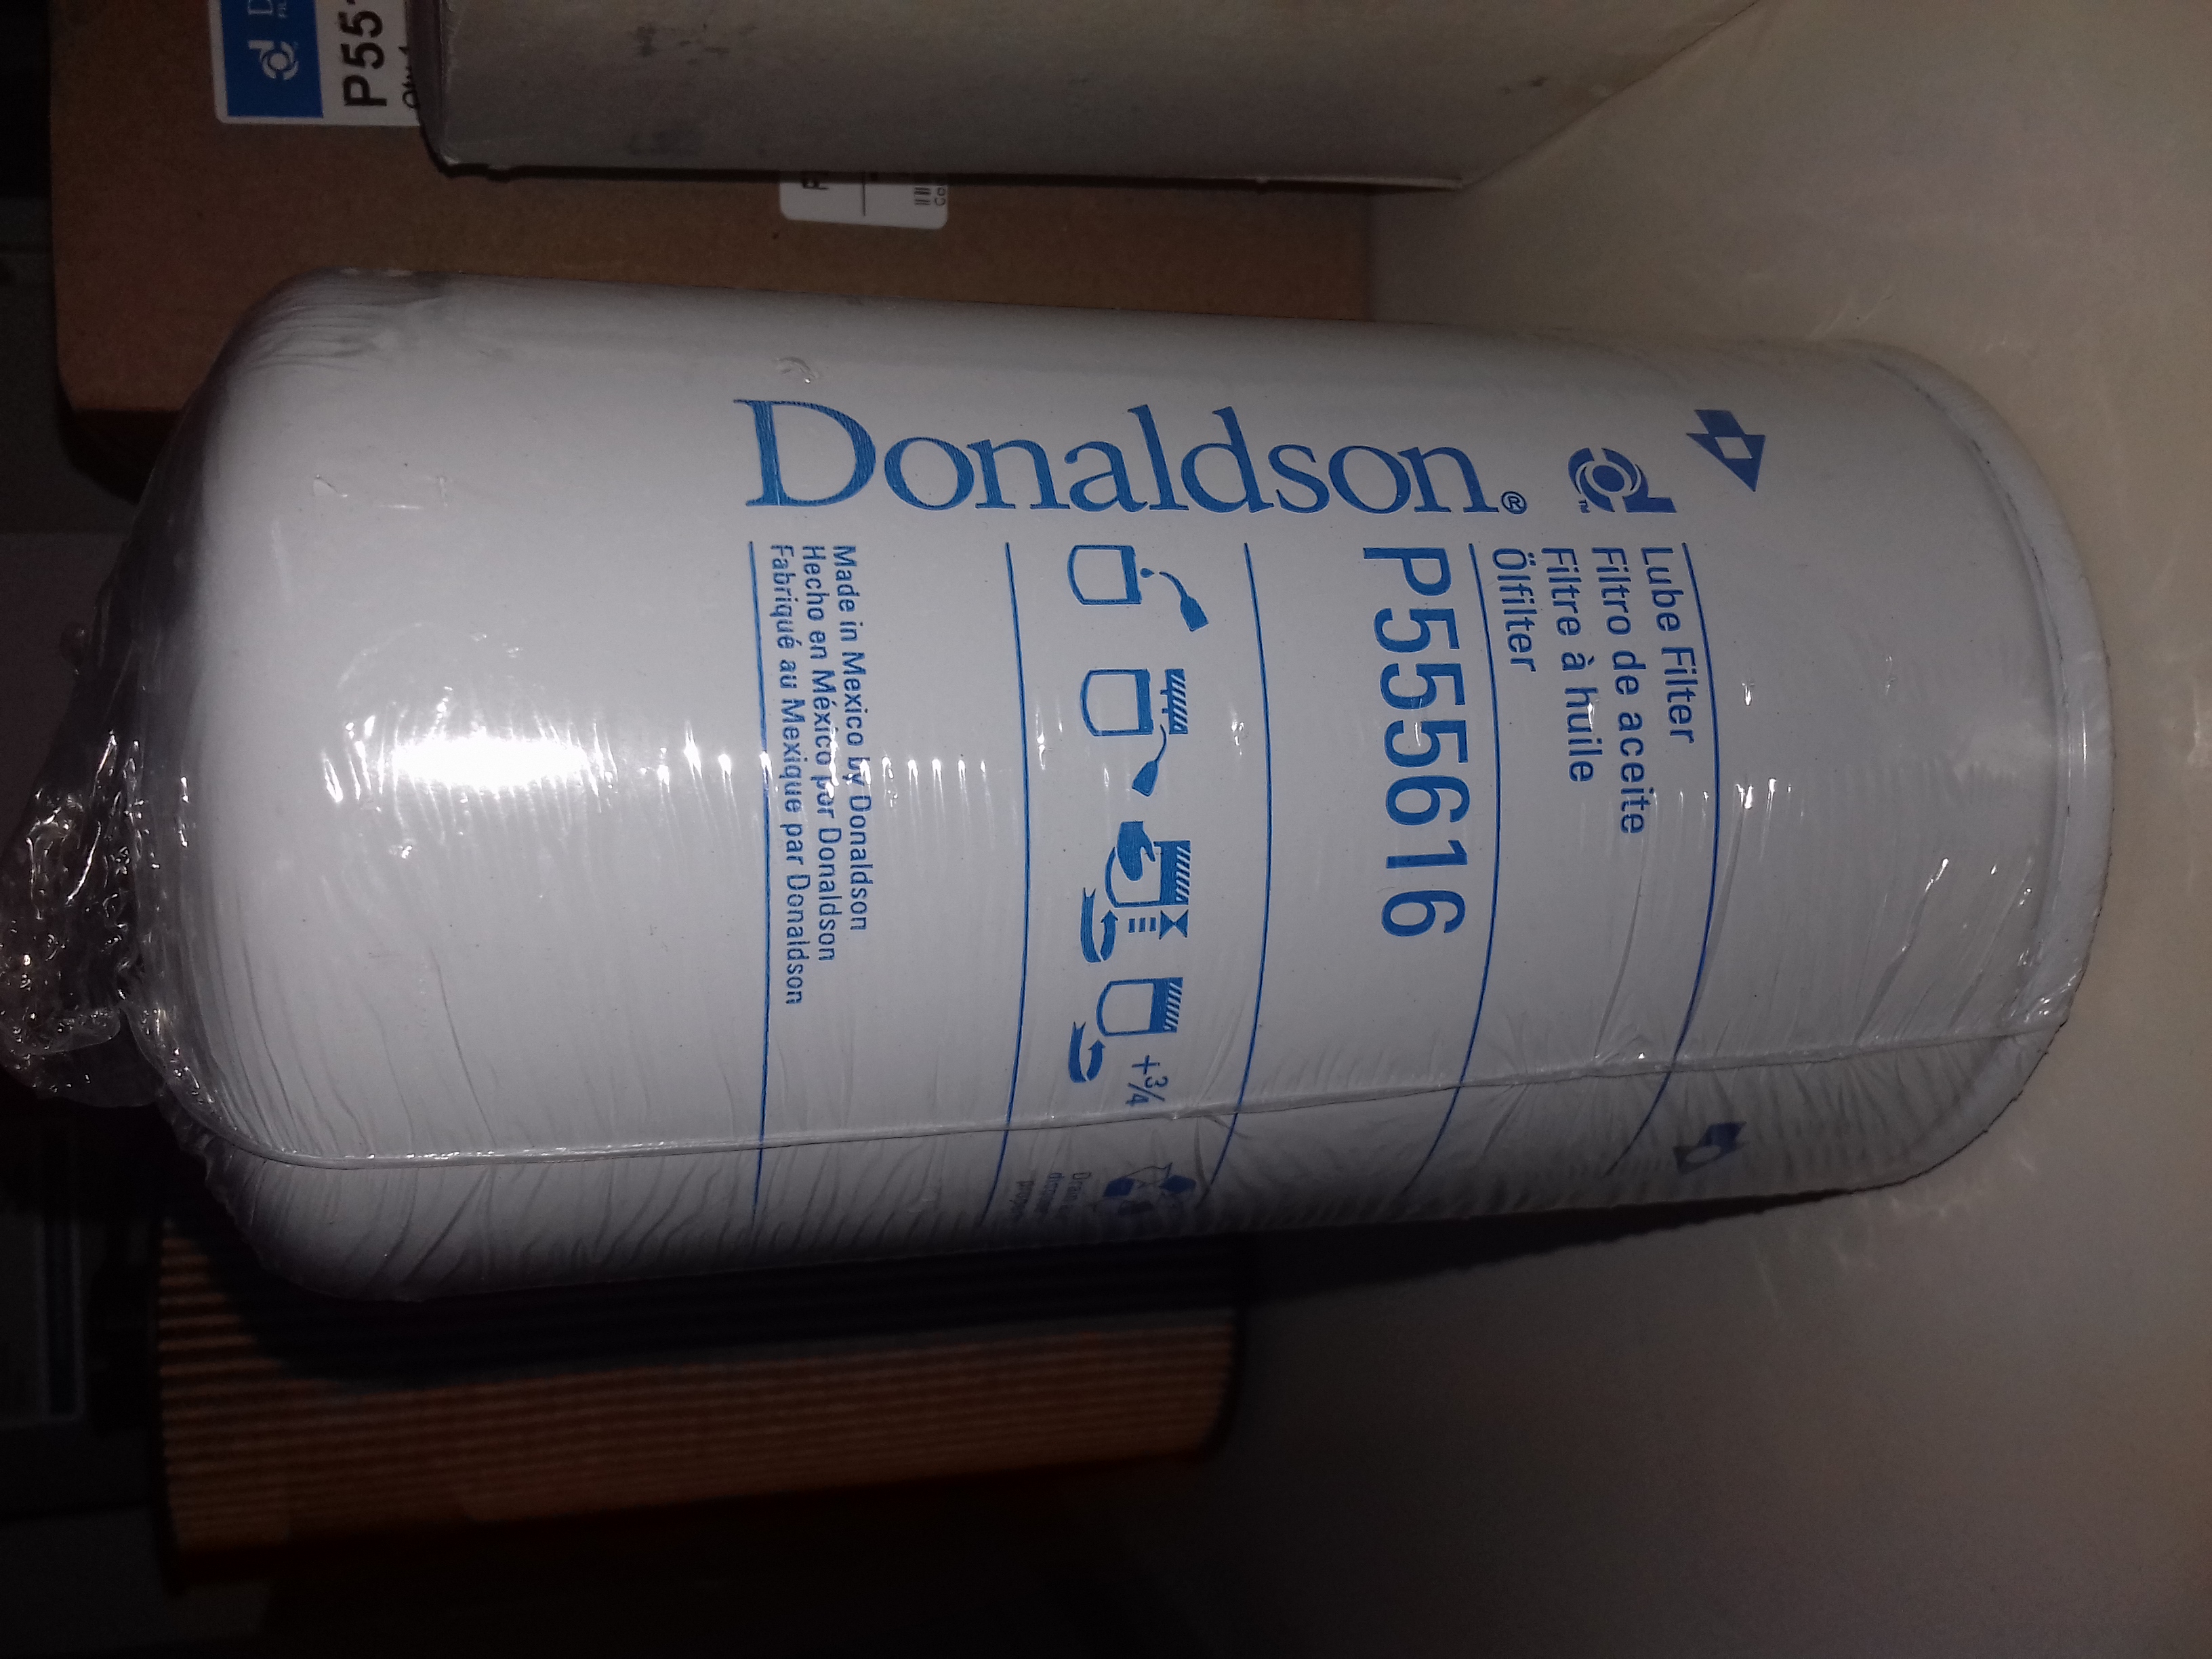 Donaldson®
Lube Filter
Filtro de aceite
Filtre à huile
Ölfilter
P555616
+¾
Made in Mexico by Donaldson
Hecho en México por Donaldson
Fabriqué au Mexique par Donaldson